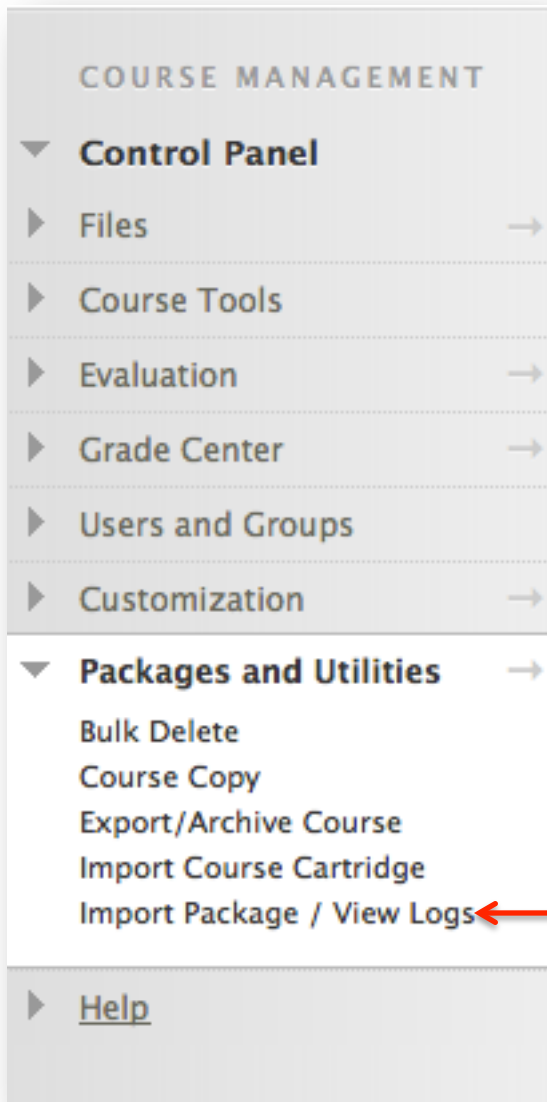 COURSE MANAGEMENT
Control Panel
Files
Course Tools
Evaluation
Grade Center
Users and Groups
Customization
Packages and Utilities
Bulk Delete
Course Copy
Export/Archive Course
Import Course Cartridge
Import Package / View Logs
Help